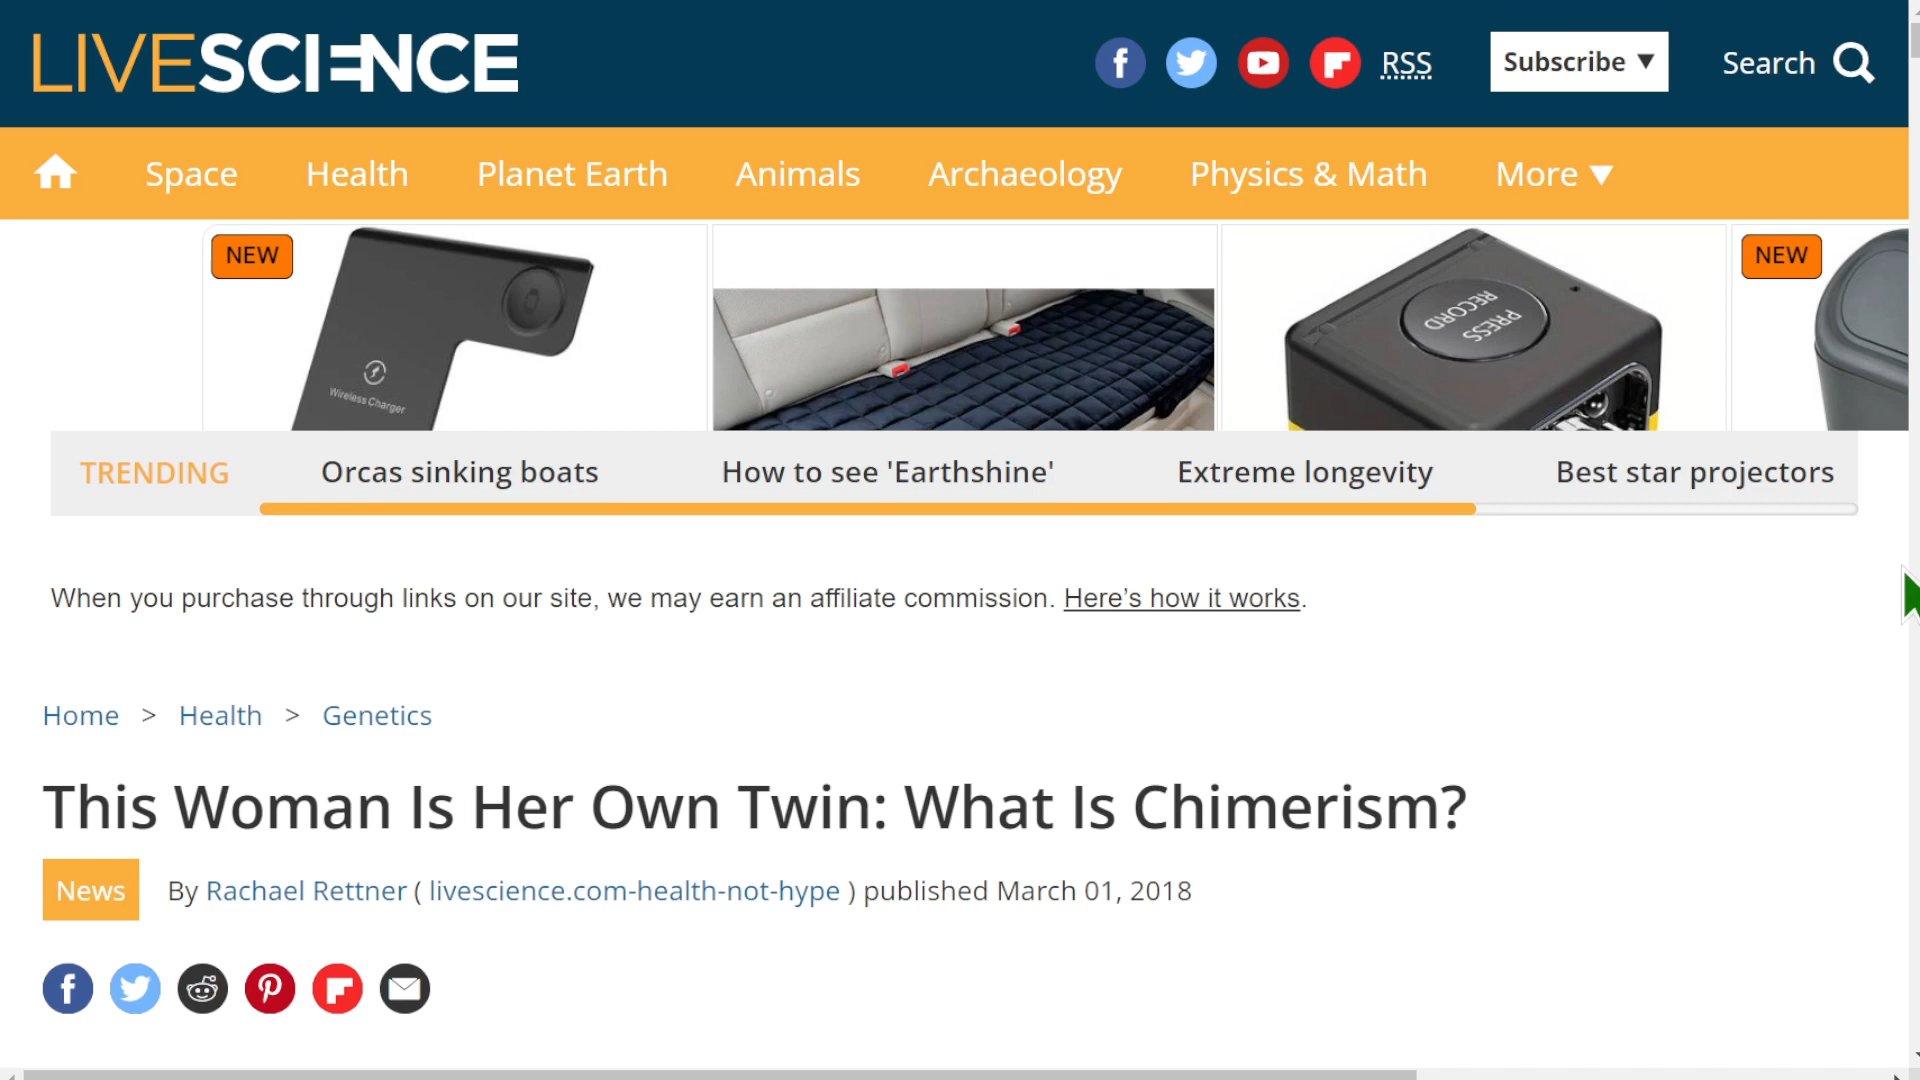 LIVESCIENCE
RSS
Subscribe ▼
Search
Space
Health
Planet Earth
Animals
Archaeology
Physics & Math
More ▼
NEW
Wireless Charger
PRESS
RECORD
NEW
TRENDING
Orcas sinking boats
How to see 'Earthshine'
Extreme longevity
Best star projectors
When you purchase through links on our site, we may earn an affiliate commission. Here’s how it works.
Home > Health > Genetics
This Woman Is Her Own Twin: What Is Chimerism?
News
By Rachael Rettner ( livescience.com-health-not-hype ) published March 01, 2018